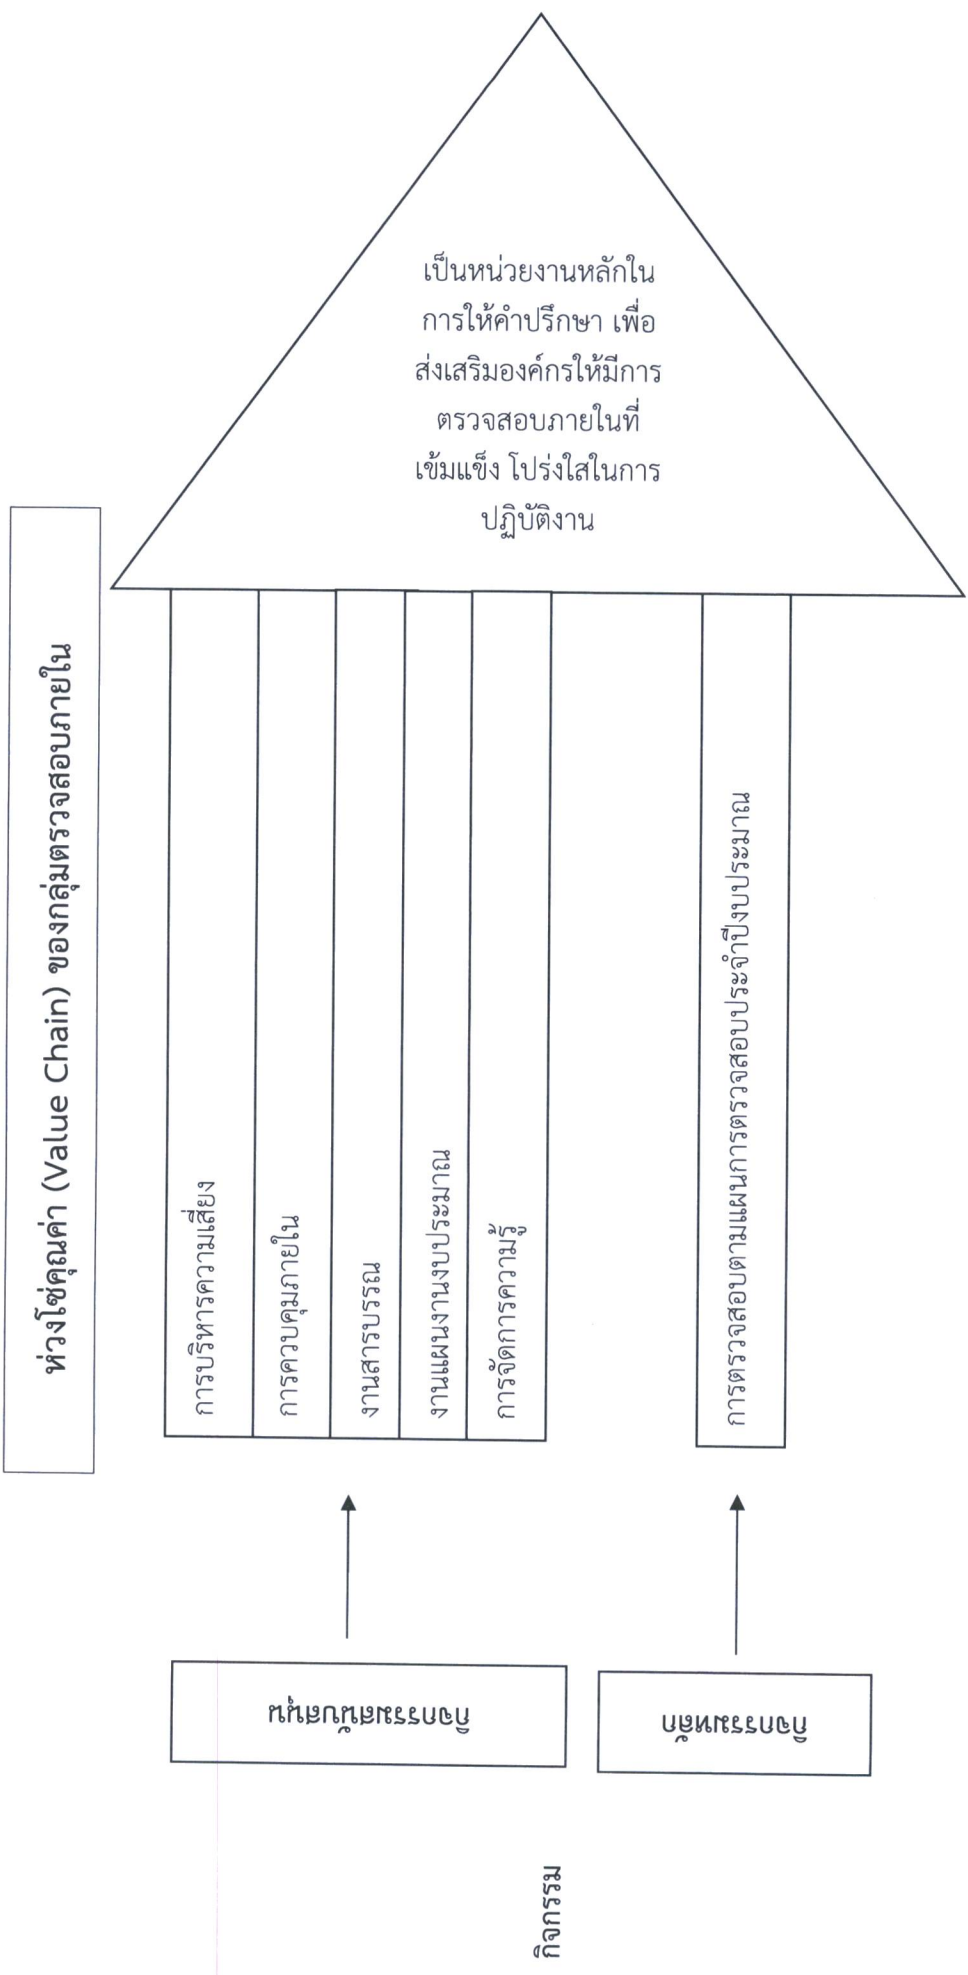 ห่วงโซ่คุณค่า (Value Chain) ของกลุ่มตรวจสอบภายใน
กิจกรรม
กิจกรรมสนับสนุน
การบริหารความเสี่ยง
การควบคุมภายใน
งานสารบรรณ
งานแผนงานงบประมาณ
การจัดการความรู้
กิจกรรมหลัก
การตรวจสอบตามแผนการตรวจสอบประจำปีงบประมาณ
เป็นหน่วยงานหลักใน
การให้คำปรึกษา เพื่อ
ส่งเสริมองค์กรให้มีการ
ตรวจสอบภายในที่
เข้มแข็ง โปร่งใสในการ
ปฏิบัติงาน